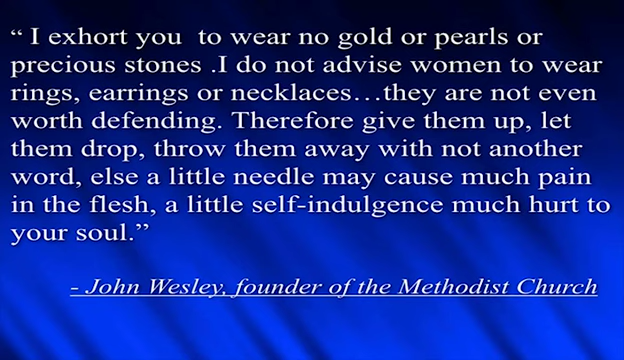 “ I exhort you  to wear no gold or pearls or
precious stones .I do not advise women to wear
rings, earrings or necklaces…they are not even
worth defending. Therefore give them up, let
them drop, throw them away with not another
word, else a little needle may cause much pain
in the flesh, a little self-indulgence much hurt to
your soul.”
- John Wesley, founder of the Methodist Church